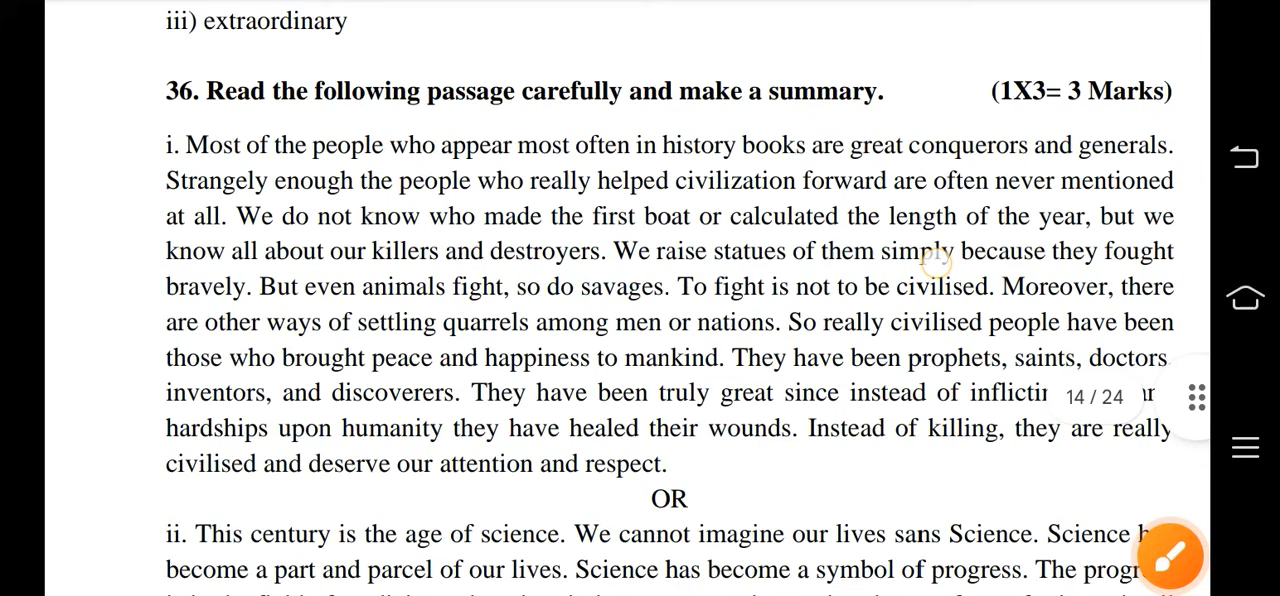 iii) extraordinary
36. Read the following passage carefully and make a summary. (1X3= 3 Marks)
i. Most of the people who appear most often in history books are great conquerors and generals.
Strangely enough the people who really helped civilization forward are often never mentioned
at all. We do not know who made the first boat or calculated the length of the year, but we
know all about our killers and destroyers. We raise statues of them simply because they fought
bravely. But even animals fight, so do savages. To fight is not to be civilised. Moreover, there
are other ways of settling quarrels among men or nations. So really civilised people have been
those who brought peace and happiness to mankind. They have been prophets, saints, doctors
inventors, and discoverers. They have been truly great since instead of
14 / 24
hardships upon humanity they have healed their wounds. Instead of killing, they are really
civilised and deserve our attention and respect.
OR
ii. This century is the age of science. We cannot imagine our lives sans Science. Science
become a part and parcel of our lives. Science has become a symbol of progress. The